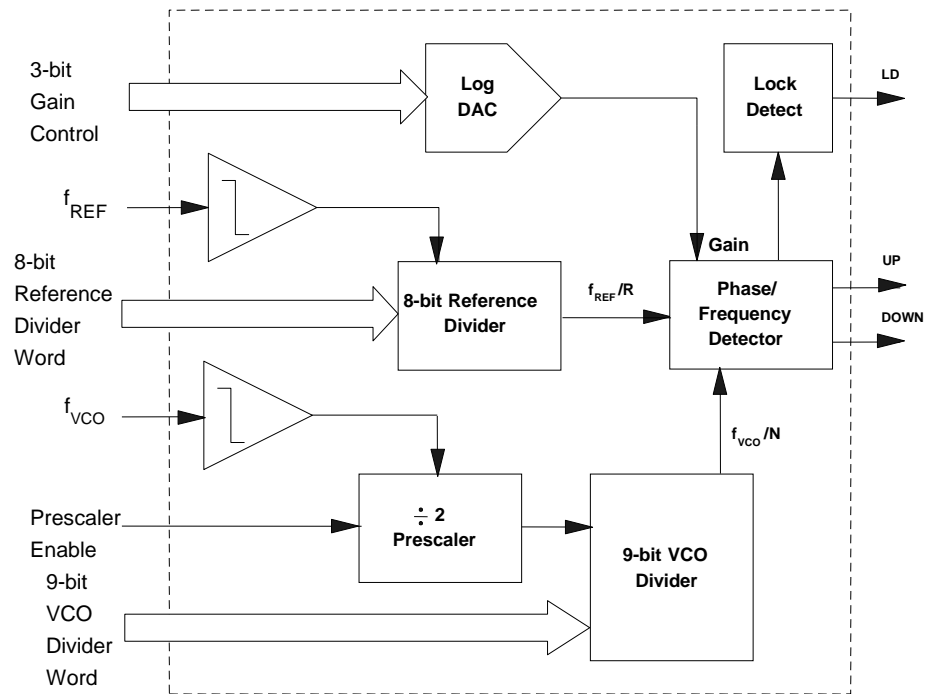 3-bit
Gain
Control
Log
DAC
Lock
Detect
LD
f_REF
8-bit
Reference
Divider
Word
8-bit Reference
Divider
f_REF/R
Gain
Phase/
Frequency
Detector
UP
DOWN
f_VCO
f_VCO/N
Prescaler
Enable
÷ 2
Prescaler
9-bit VCO
Divider
9-bit
VCO
Divider
Word